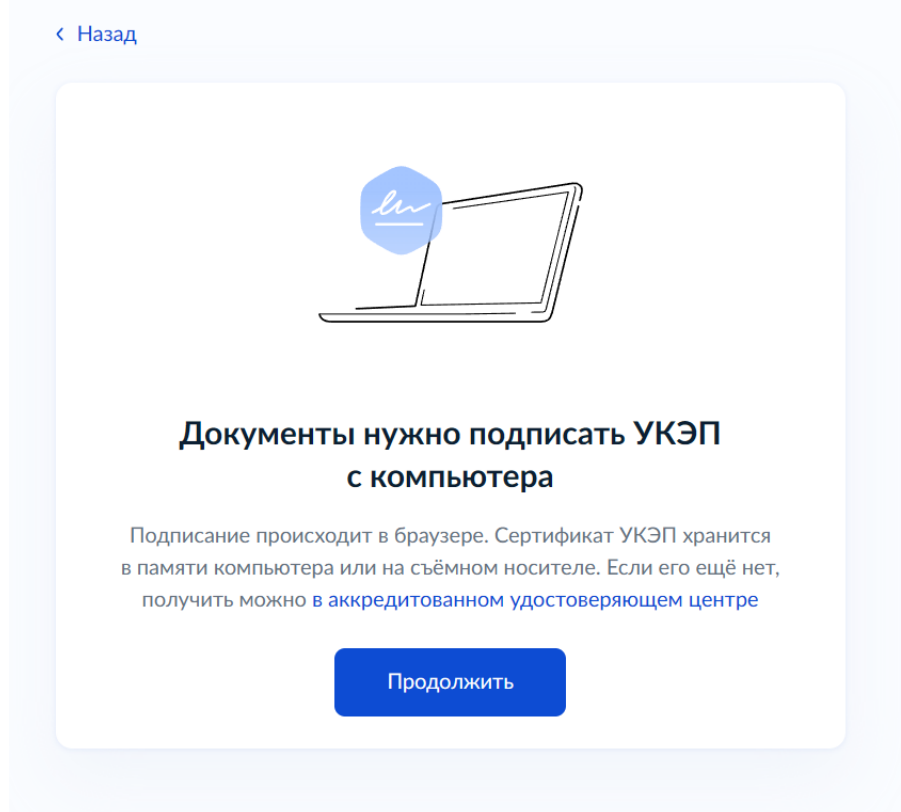 Назад
Документы нужно подписать УКЭП
с компьютера
Подписание происходит в браузере. Сертификат УКЭП хранится
в памяти компьютера или на съёмном носителе. Если его ещё нет,
получить можно в аккредитованном удостоверяющем центре
Продолжить